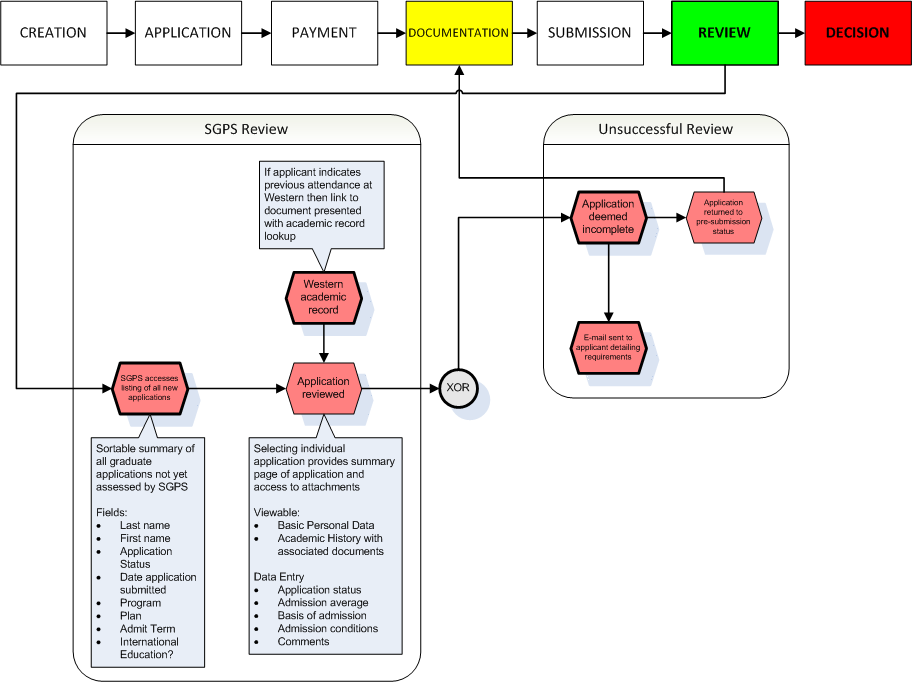 CREATION
APPLICATION
PAYMENT
DOCUMENTATION
SUBMISSION
REVIEW
DECISION
SGPS Review
Unsuccessful Review
If applicant indicates
previous attendance at
Western then link to
document presented
with academic record
lookup
Western
academic
record
SGPS accesses
listing of all new
applications
Application
reviewed
XOR
Application
deemed
incomplete
Application
returned to
pre-submission
status
E-mail sent to
applicant detailing
requirements
Sortable summary of
all graduate
applications not yet
assessed by SGPS
Fields:
• Last name
• First name
• Application
Status
• Date application
submitted
• Program
• Plan
• Admit Term
• International
Education?
Selecting individual
application provides summary
page of application and
access to attachments
Viewable:
• Basic Personal Data
• Academic History with
associated documents
Data Entry
• Application status
• Admission average
• Basis of admission
• Admission conditions
• Comments